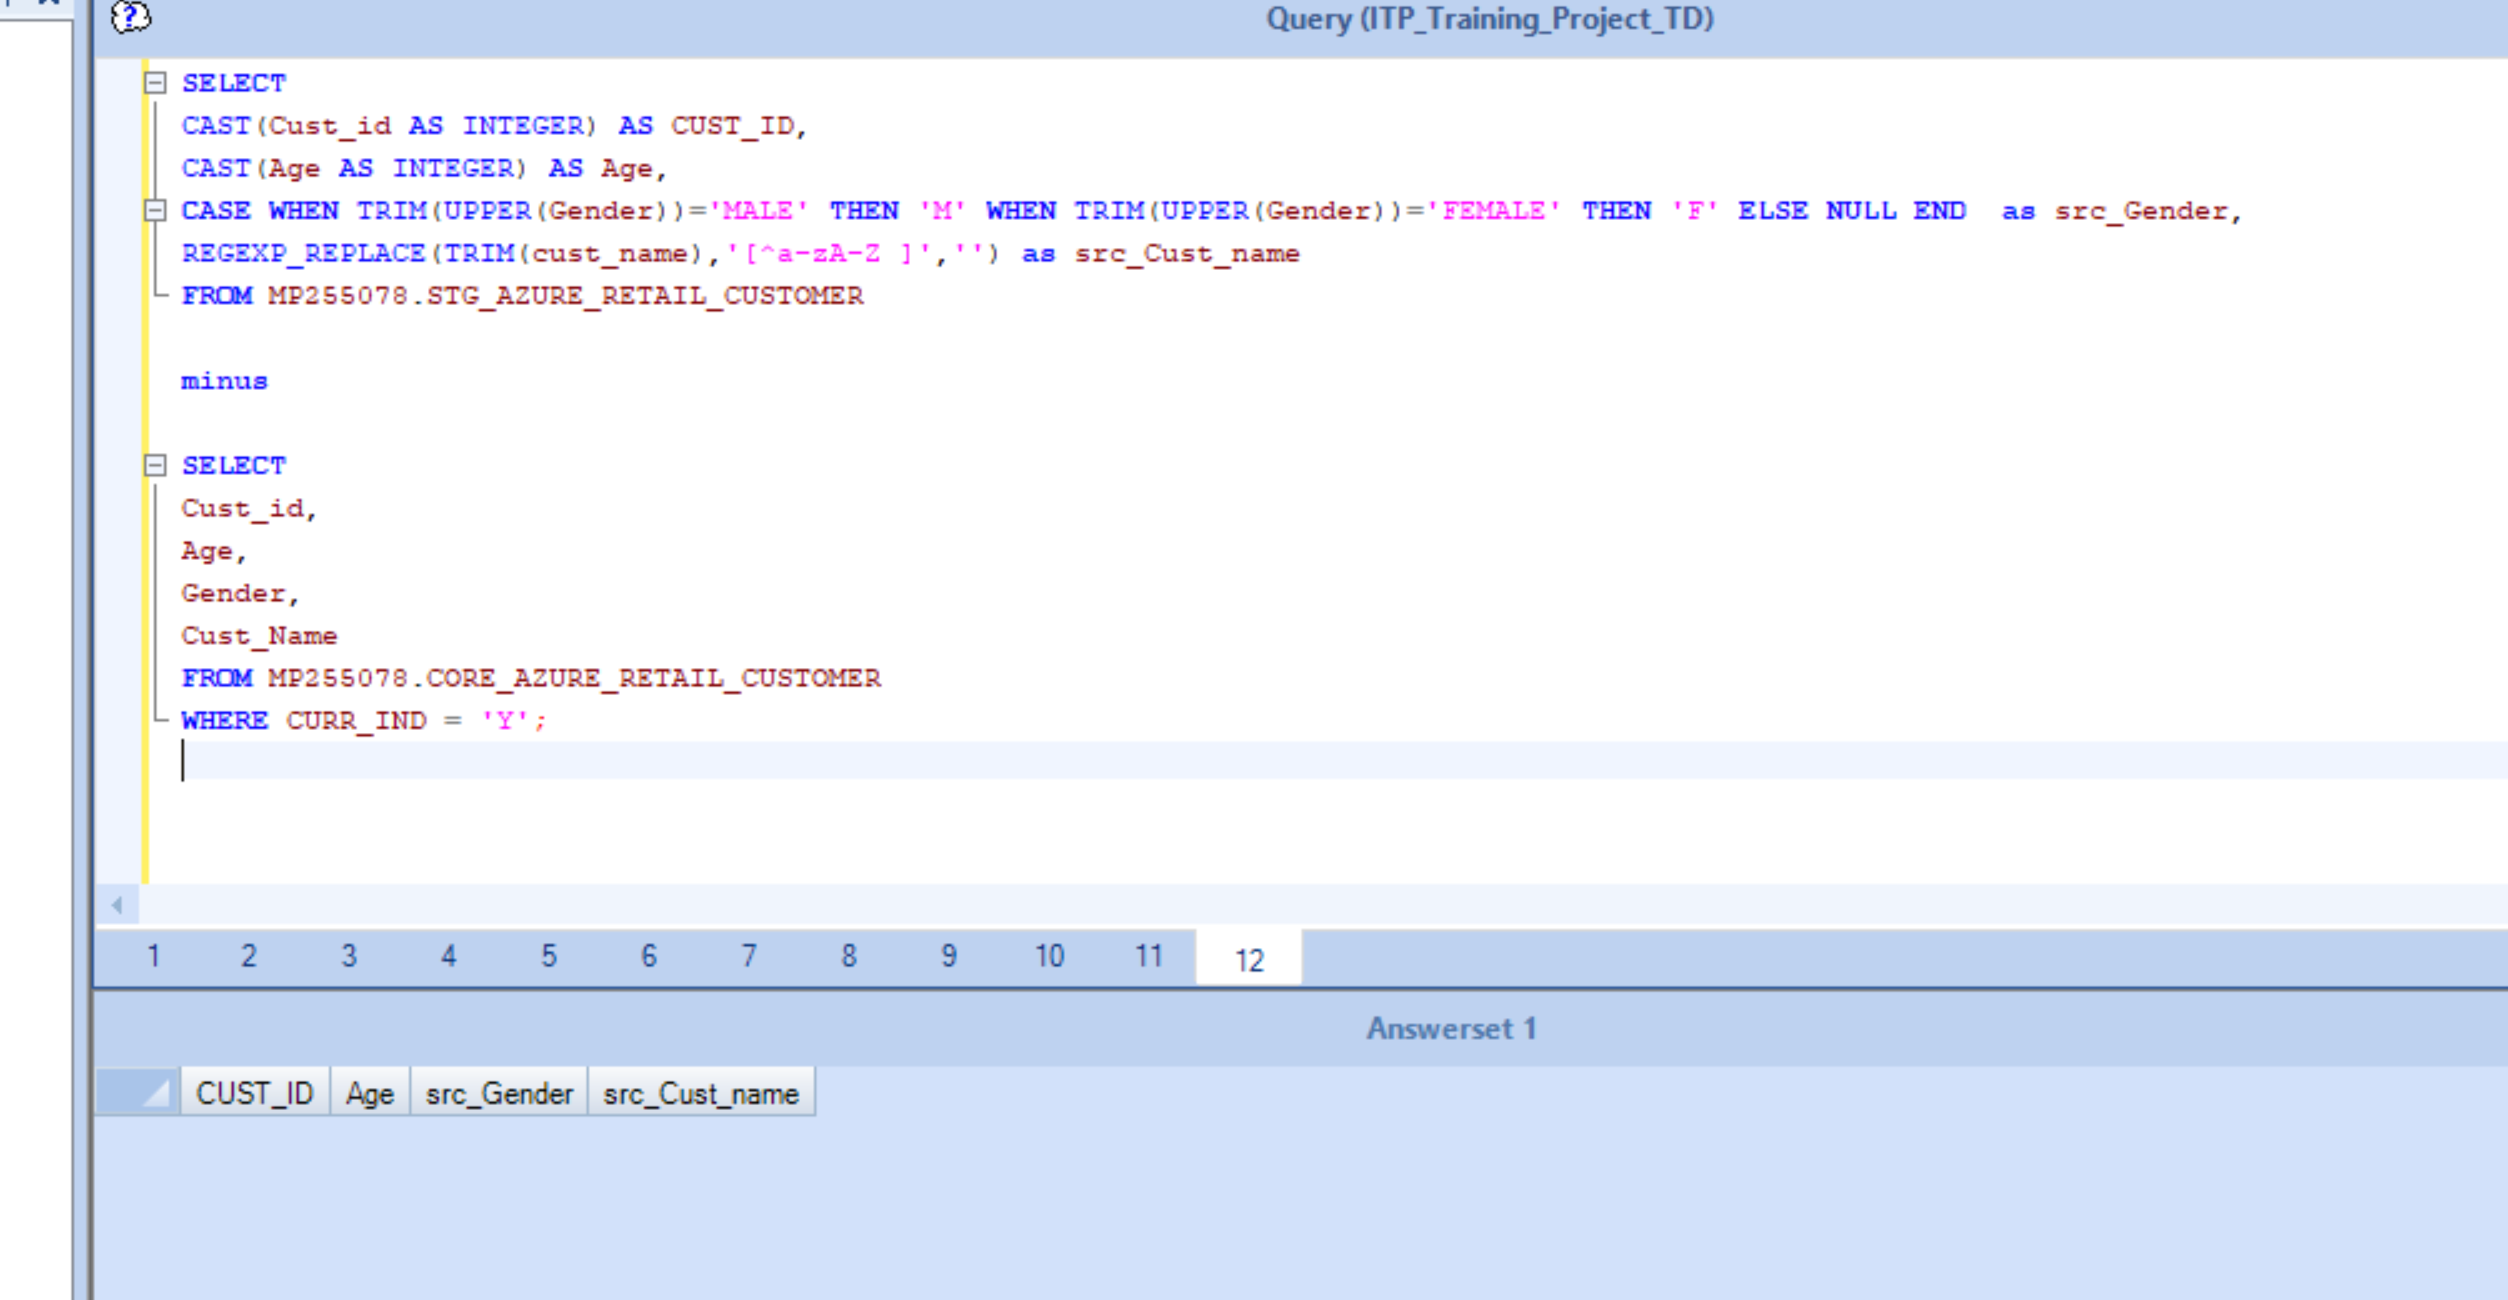 Query (ITP_Training_Project_TD)
SELECT
CAST(Cust_id AS INTEGER) AS CUST_ID,
CAST(Age AS INTEGER) AS Age,
CASE WHEN TRIM(UPPER(Gender))='MALE' THEN 'M' WHEN TRIM(UPPER(Gender))='FEMALE' THEN 'F' ELSE NULL END  as src_Gender,
REGEXP_REPLACE(TRIM(cust_name),'[^a-zA-Z ]','') as src_Cust_name
FROM MP255078.STG_AZURE_RETAIL_CUSTOMER
minus
SELECT
Cust_id,
Age,
Gender,
Cust_Name
FROM MP255078.CORE_AZURE_RETAIL_CUSTOMER
WHERE CURR_IND = 'Y';
1 2 3 4 5 6 7 8 9 10 11 12
Answerset 1
CUST_ID Age src_Gender src_Cust_name